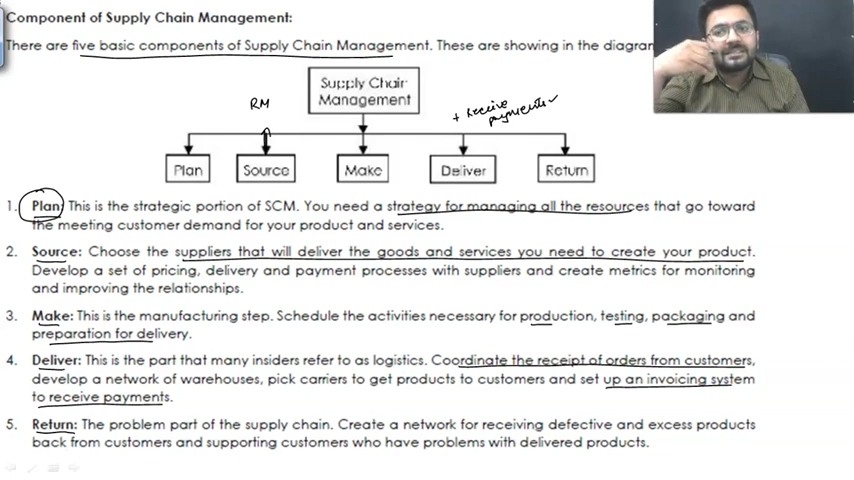 Component of Supply Chain Management:
There are five basic components of Supply Chain Management. These are showing in the diagram
Supply Chain
Management
RM
+ Receive
payments
Plan
Source
Make
Deliver
Return
1. Plan: This is the strategic portion of SCM. You need a strategy for managing all the resources that go toward
the meeting customer demand for your product and services.
2. Source: Choose the suppliers that will deliver the goods and services you need to create your product.
Develop a set of pricing, delivery and payment processes with suppliers and create metrics for monitoring
and improving the relationships.
3. Make: This is the manufacturing step. Schedule the activities necessary for production, testing, packaging and
preparation for delivery.
4. Deliver: This is the part that many insiders refer to as logistics. Coordinate the receipt of orders from customers,
develop a network of warehouses, pick carriers to get products to customers and set up an invoicing system
to receive payments.
5. Return: The problem part of the supply chain. Create a network for receiving defective and excess products
back from customers and supporting customers who have problems with delivered products.